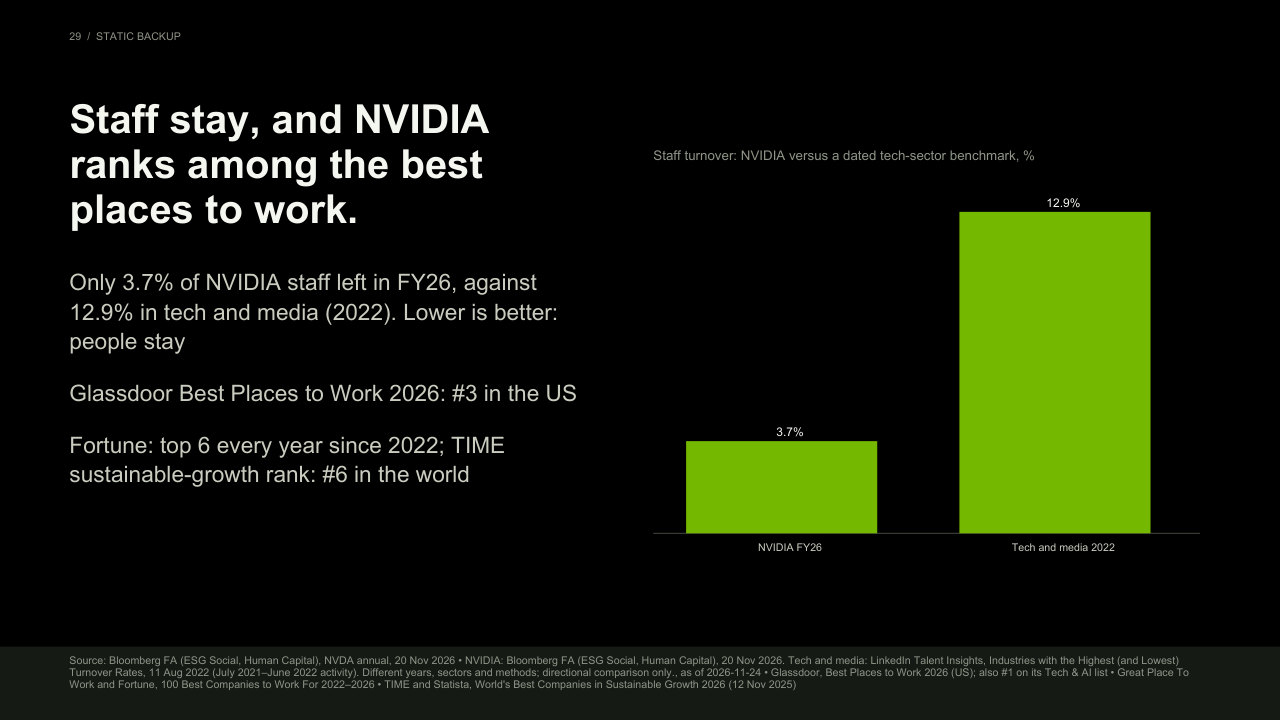 29 / STATIC BACKUP
Staff stay, and NVIDIA
ranks among the best
places to work.
Only 3.7% of NVIDIA staff left in FY26, against
12.9% in tech and media (2022). Lower is better:
people stay
Glassdoor Best Places to Work 2026: #3 in the US
Fortune: top 6 every year since 2022; TIME
sustainable-growth rank: #6 in the world
Staff turnover: NVIDIA versus a dated tech-sector benchmark, %
12.9%
3.7%
NVIDIA FY26
Tech and media 2022
Source: Bloomberg FA (ESG Social, Human Capital), NVDA annual, 20 Nov 2026 • NVIDIA: Bloomberg FA (ESG Social, Human Capital), 20 Nov 2026. Tech and media: LinkedIn Talent Insights, Industries with the Highest (and Lowest)
Turnover Rates, 11 Aug 2022 (July 2021–June 2022 activity). Different years, sectors and methods; directional comparison only., as of 2026-11-24 • Glassdoor, Best Places to Work 2026 (US); also #1 on its Tech & AI list • Great Place To
Work and Fortune, 100 Best Companies to Work For 2022–2026 • TIME and Statista, World's Best Companies in Sustainable Growth 2026 (12 Nov 2025)